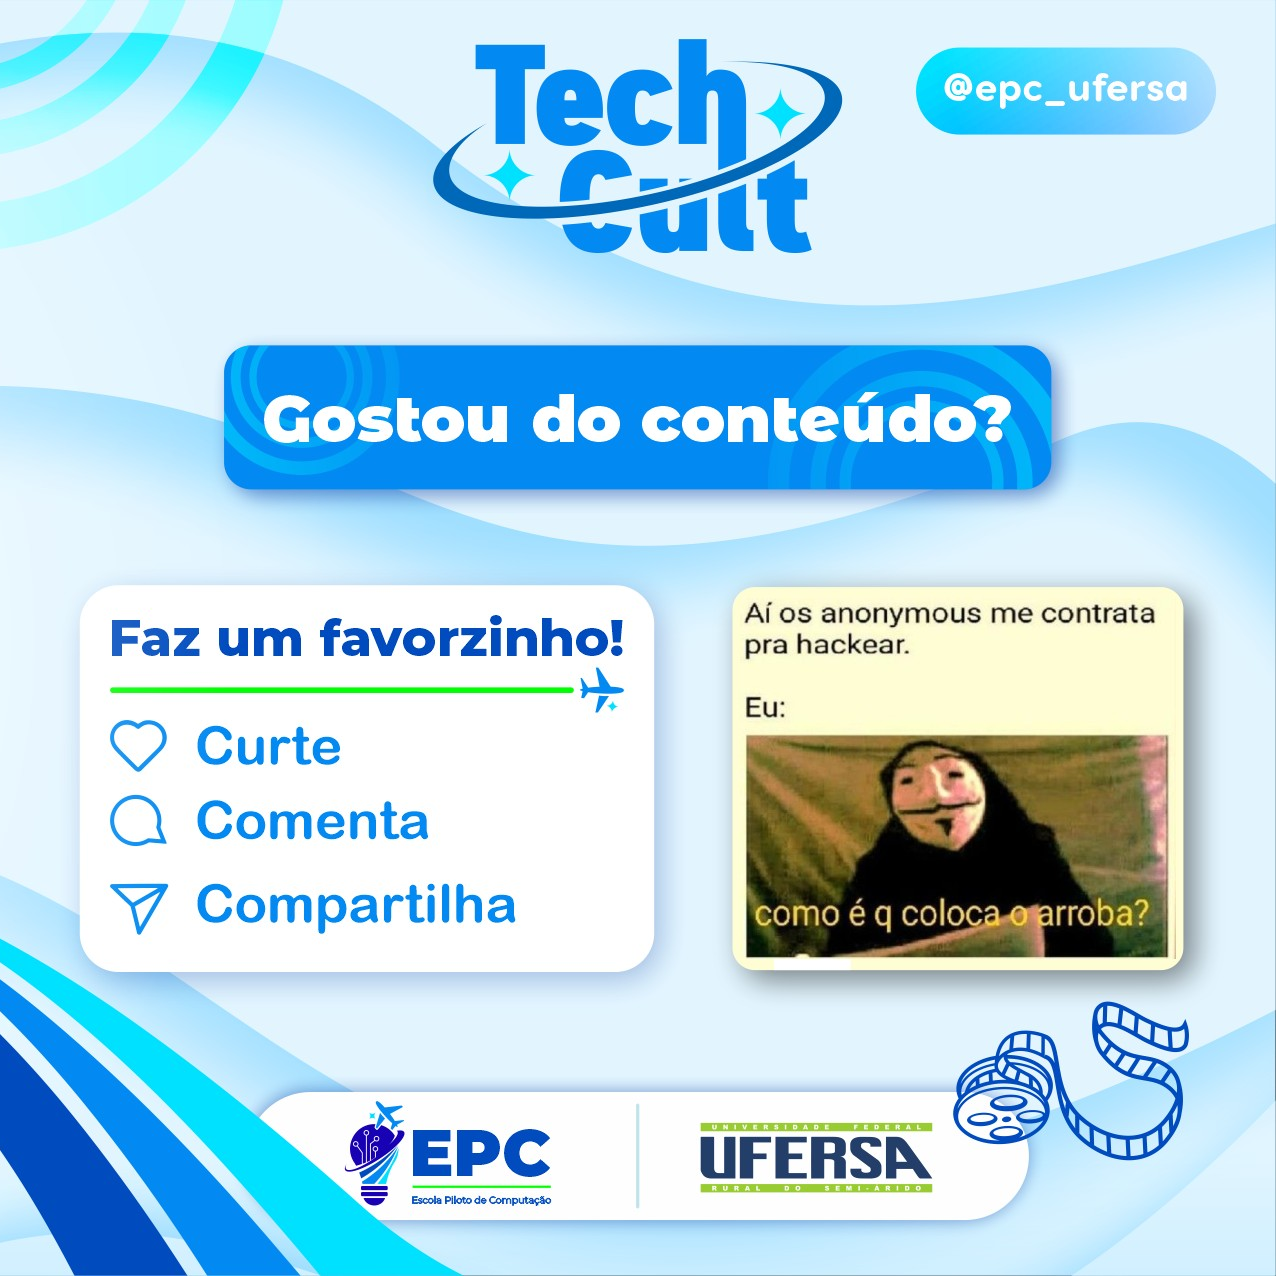 Tech
Cult
@epc_ufersa
Gostou do conteúdo?
Faz um favorzinho!
Curte
Comenta
Compartilha
Aí os anonymous me contrata
pra hackear.
Eu:
como é q coloca o arroba?
EPC
Escola Piloto de Computação
UNIVERSIDADE FEDERAL
UFERSA
RURAL DO SEMI-ÁRIDO